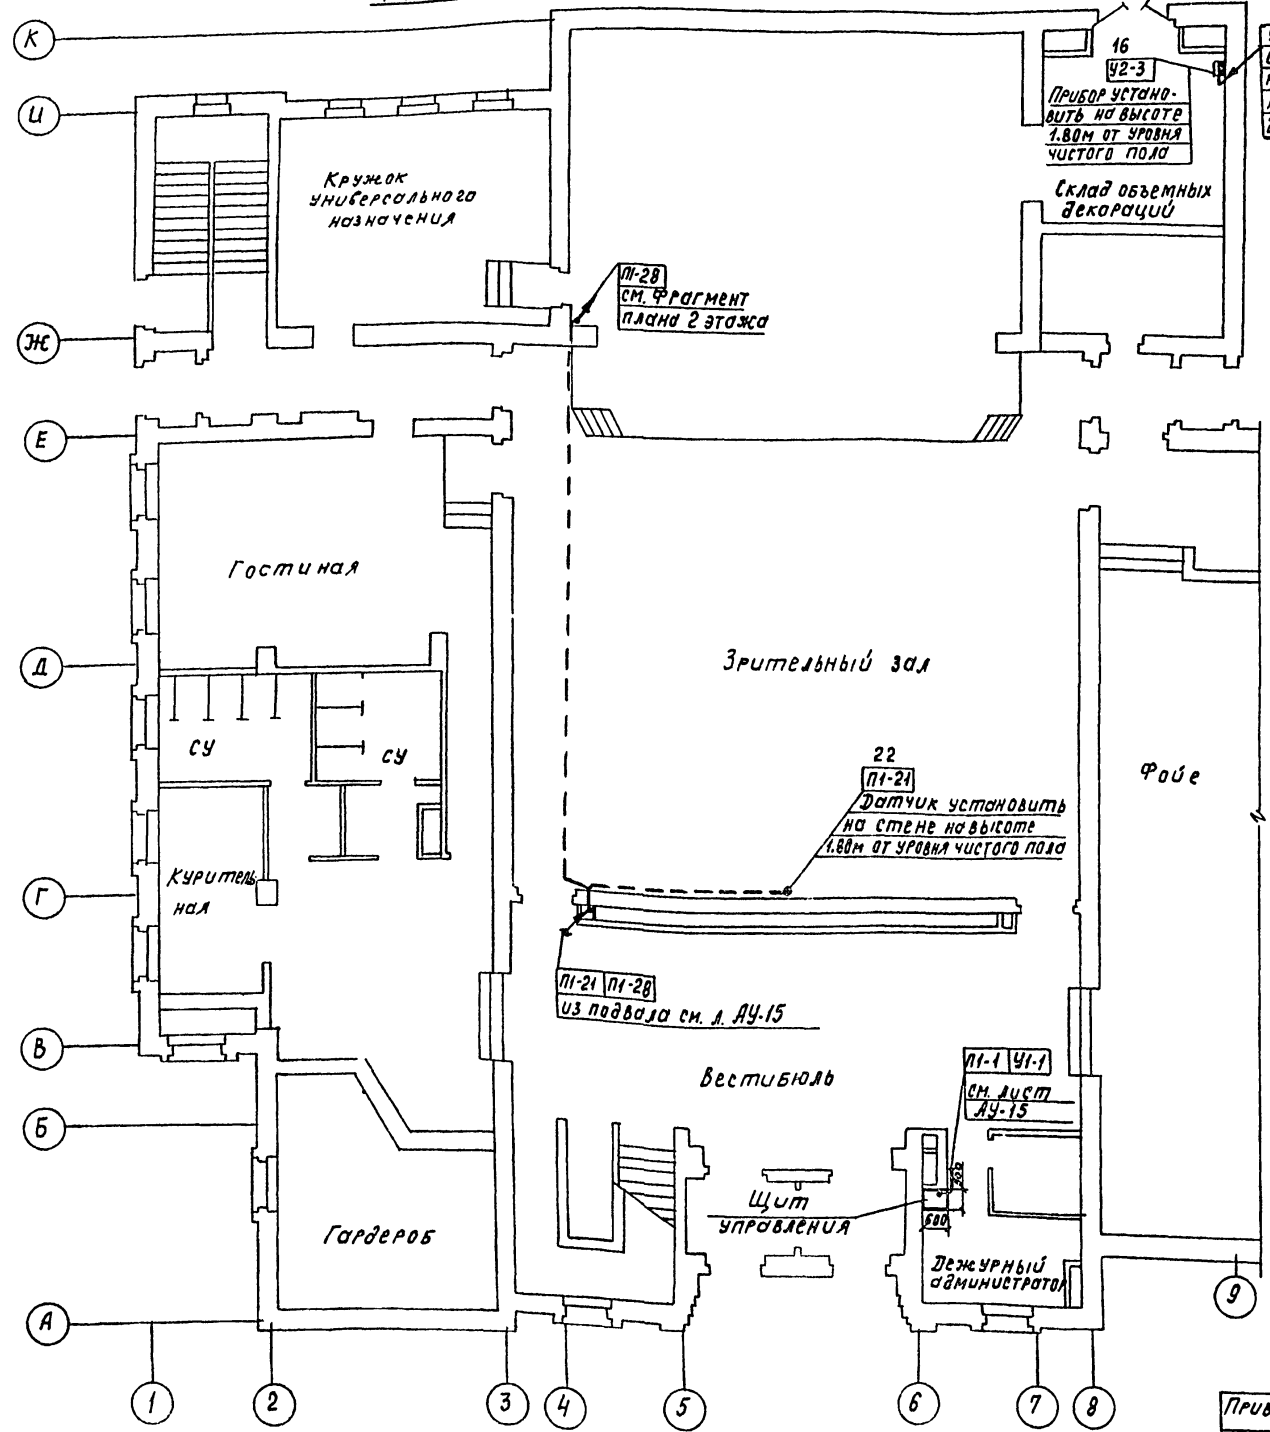 К
И
16
У2-3
Прибор устано-
вить на высоте
1.80м от уровня
чистого пола
Кружок
универсального
назначения
Склад объемных
декораций
П1-28
см. Фрагмент
плана 2 этажа
Ж
Е
Гостиная
Д
Зрительный зал
СУ
СУ
22
П1-21
Датчик установить
на стене на высоте
1.80м от уровня чистого пола
Фойе
Г
Куритель-
ная
П1-21 П1-28
из подвала см. л. АУ-15
В
Вестибюль
П1-1 У1-1
см. лист
АУ-15
Б
Щит
управления
600
Гардероб
Дежурный
администратор
А
9
1
2
3
4
5
6
7
8